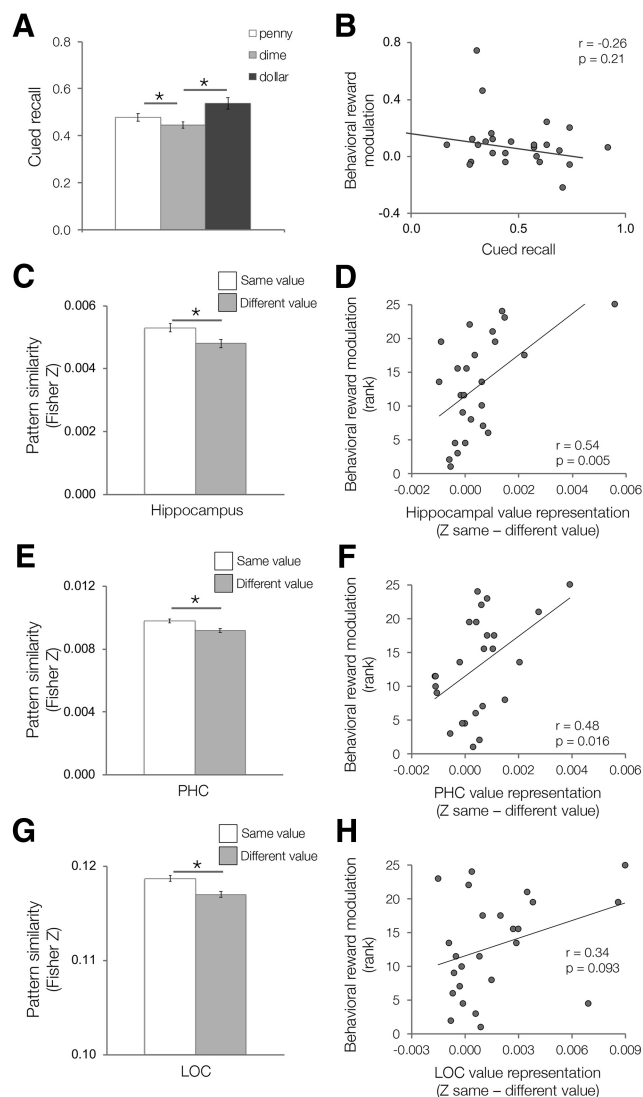 A
penny
dime
dollar
0.8
0.6
0.4
0.2
0.0
Cued recall
*
*
B
r = -0.26
p = 0.21
0.8
0.4
0.0
-0.4
Behavioral reward
modulation
0.0
0.5
1.0
Cued recall
C
Same value
Different value
*
0.006
0.004
0.002
0.000
Pattern similarity
(Fisher Z)
Hippocampus
D
25
20
15
10
5
0
Behavioral reward modulation
(rank)
r = 0.54
p = 0.005
-0.002
0.000
0.002
0.004
0.006
Hippocampal value representation
(Z same – different value)
E
Same value
Different value
*
0.012
0.008
0.004
0.000
Pattern similarity
(Fisher Z)
PHC
F
25
20
15
10
5
0
Behavioral reward modulation
(rank)
r = 0.48
p = 0.016
-0.002
0.000
0.002
0.004
0.006
PHC value representation
(Z same – different value)
G
Same value
Different value
*
0.12
0.11
0.10
Pattern similarity
(Fisher Z)
LOC
H
25
20
15
10
5
0
Behavioral reward modulation
(rank)
r = 0.34
p = 0.093
-0.003
0.000
0.003
0.006
0.009
LOC value representation
(Z same – different value)